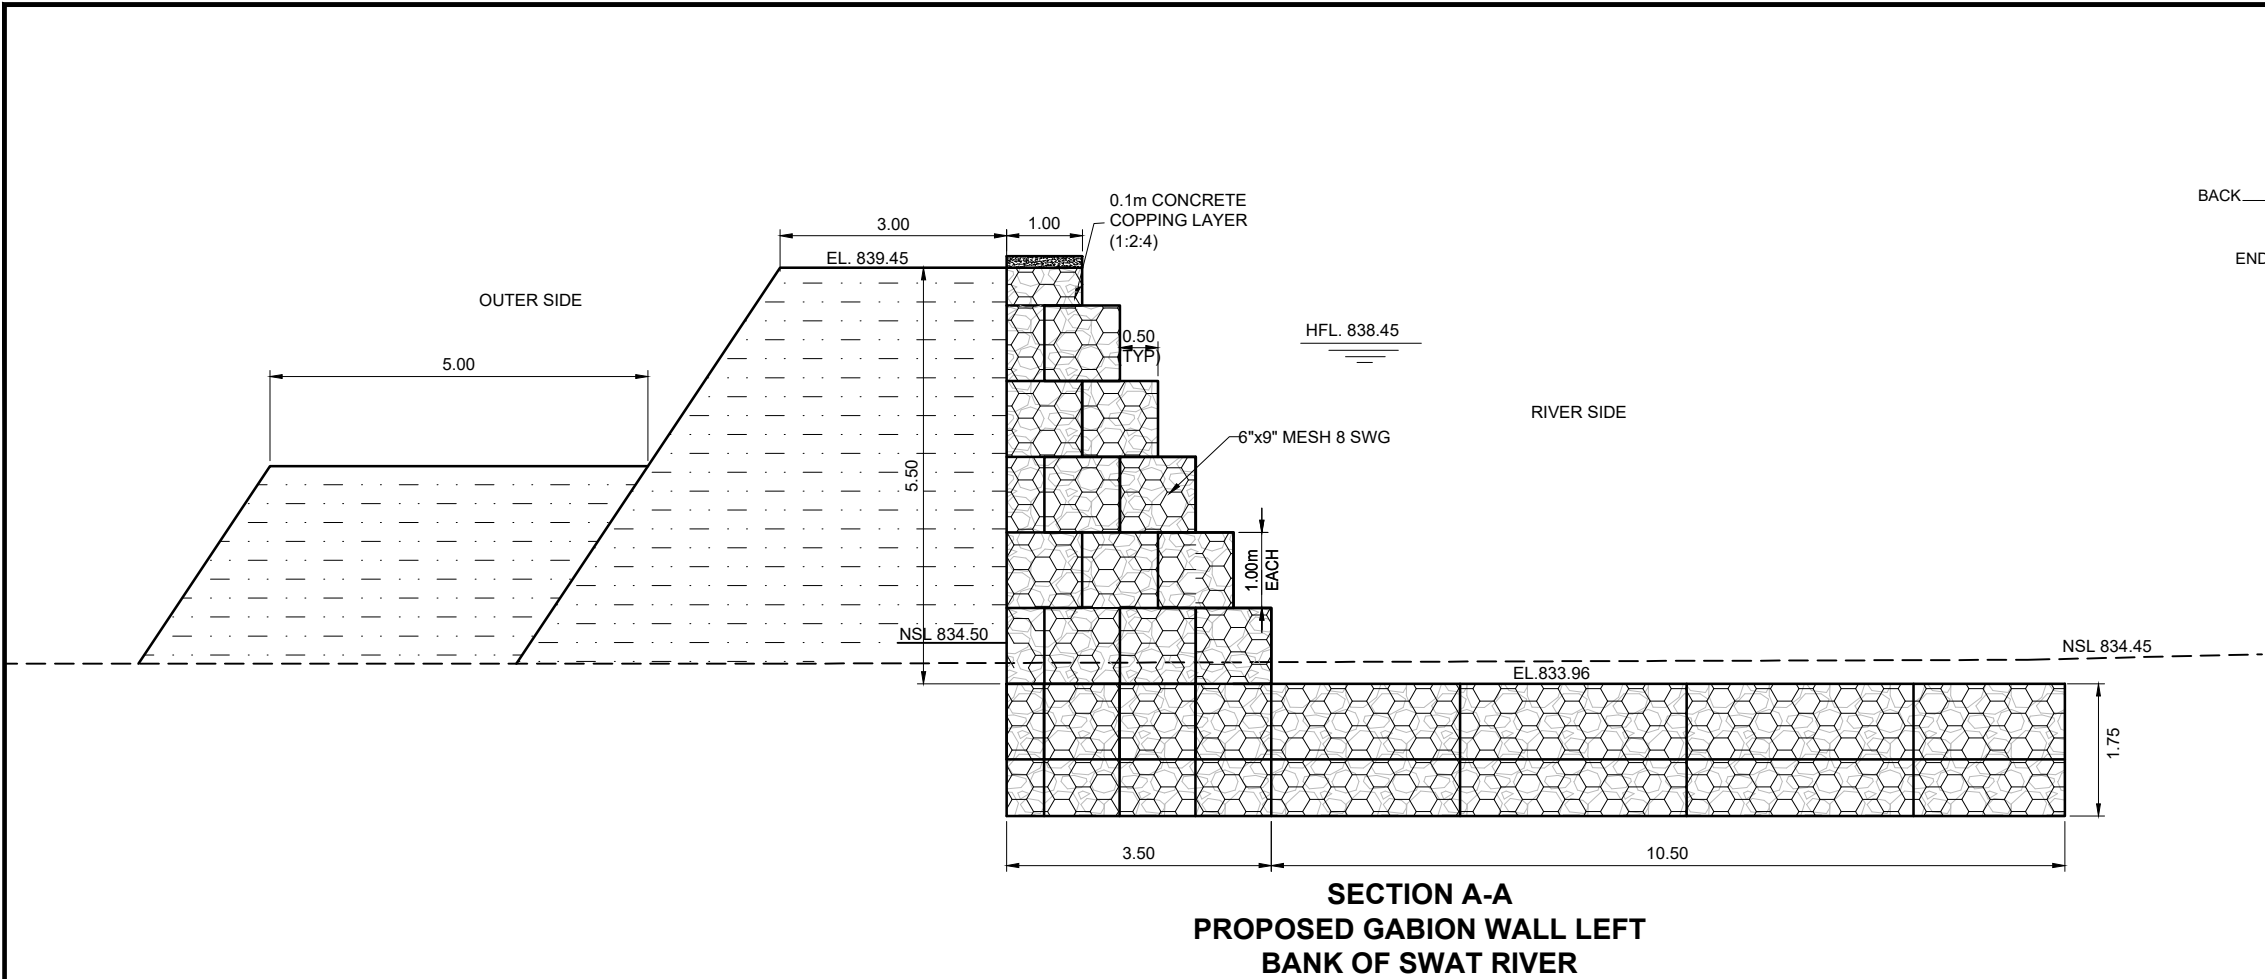 0.1m CONCRETE
COPPING LAYER
(1:2:4)
BACK
3.00
1.00
EL. 839.45
END
OUTER SIDE
HFL. 838.45
0.50
(TYP)
5.00
RIVER SIDE
6"x9" MESH 8 SWG
5.50
1.00m
EACH
NSL 834.50
NSL 834.45
EL.833.96
1.75
3.50
10.50
SECTION A-A
PROPOSED GABION WALL LEFT
BANK OF SWAT RIVER